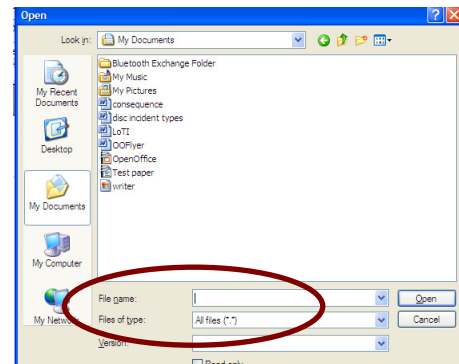 Open
Look in: My Documents
My Recent Documents
Desktop
My Documents
My Computer
My Network
Bluetooth Exchange Folder
My Music
My Pictures
consequence
disc incident types
LoTI
OOFlyer
OpenOffice
Test paper
writer
File name:
Open
Files of type: All files (*.*)
Cancel
Version:
Read-only